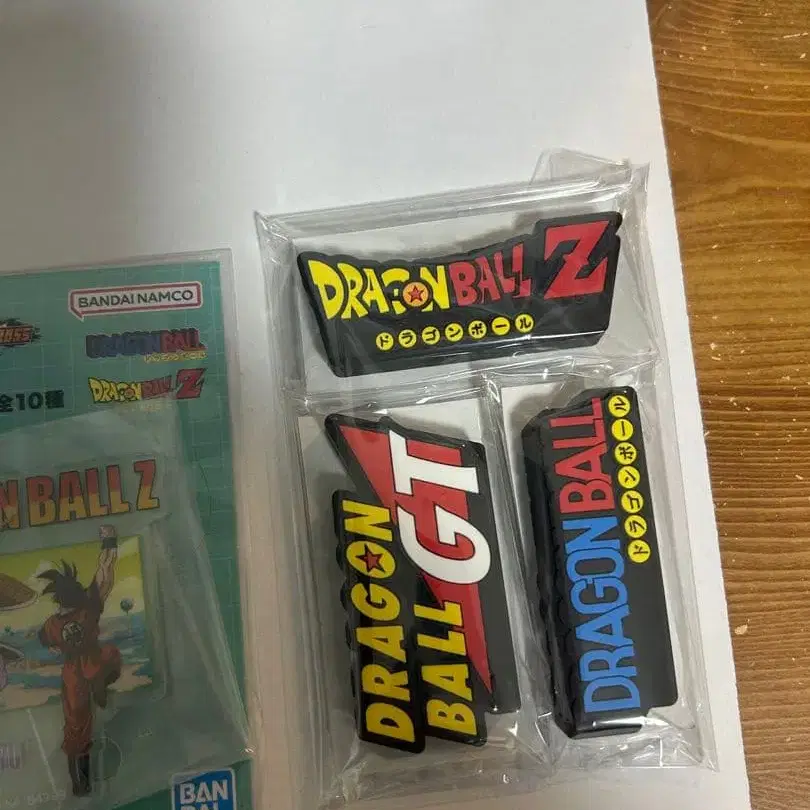 BANDAI NAMCO
DRAGON BALL
全10種
DRAGON BALL Z
N BALL Z
BAN
DRAGON BALL Z
ドラゴンボール
DRAGON
BALL
GT
DRAGON BALL
ドラゴンボール